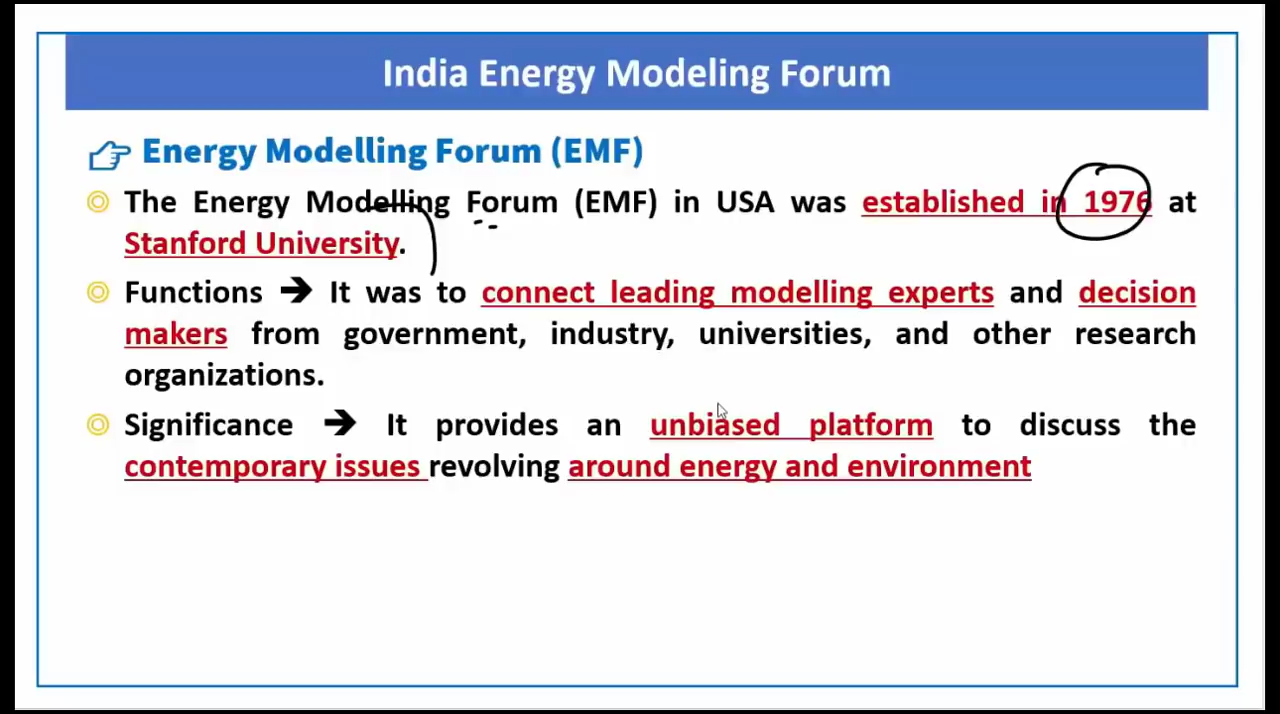 India Energy Modeling Forum
Energy Modelling Forum (EMF)
The Energy Modelling Forum (EMF) in USA was established in 1976 at
Stanford University.
Functions ➔ It was to connect leading modelling experts and decision
makers from government, industry, universities, and other research
organizations.
Significance ➔ It provides an unbiased platform to discuss the
contemporary issues revolving around energy and environment